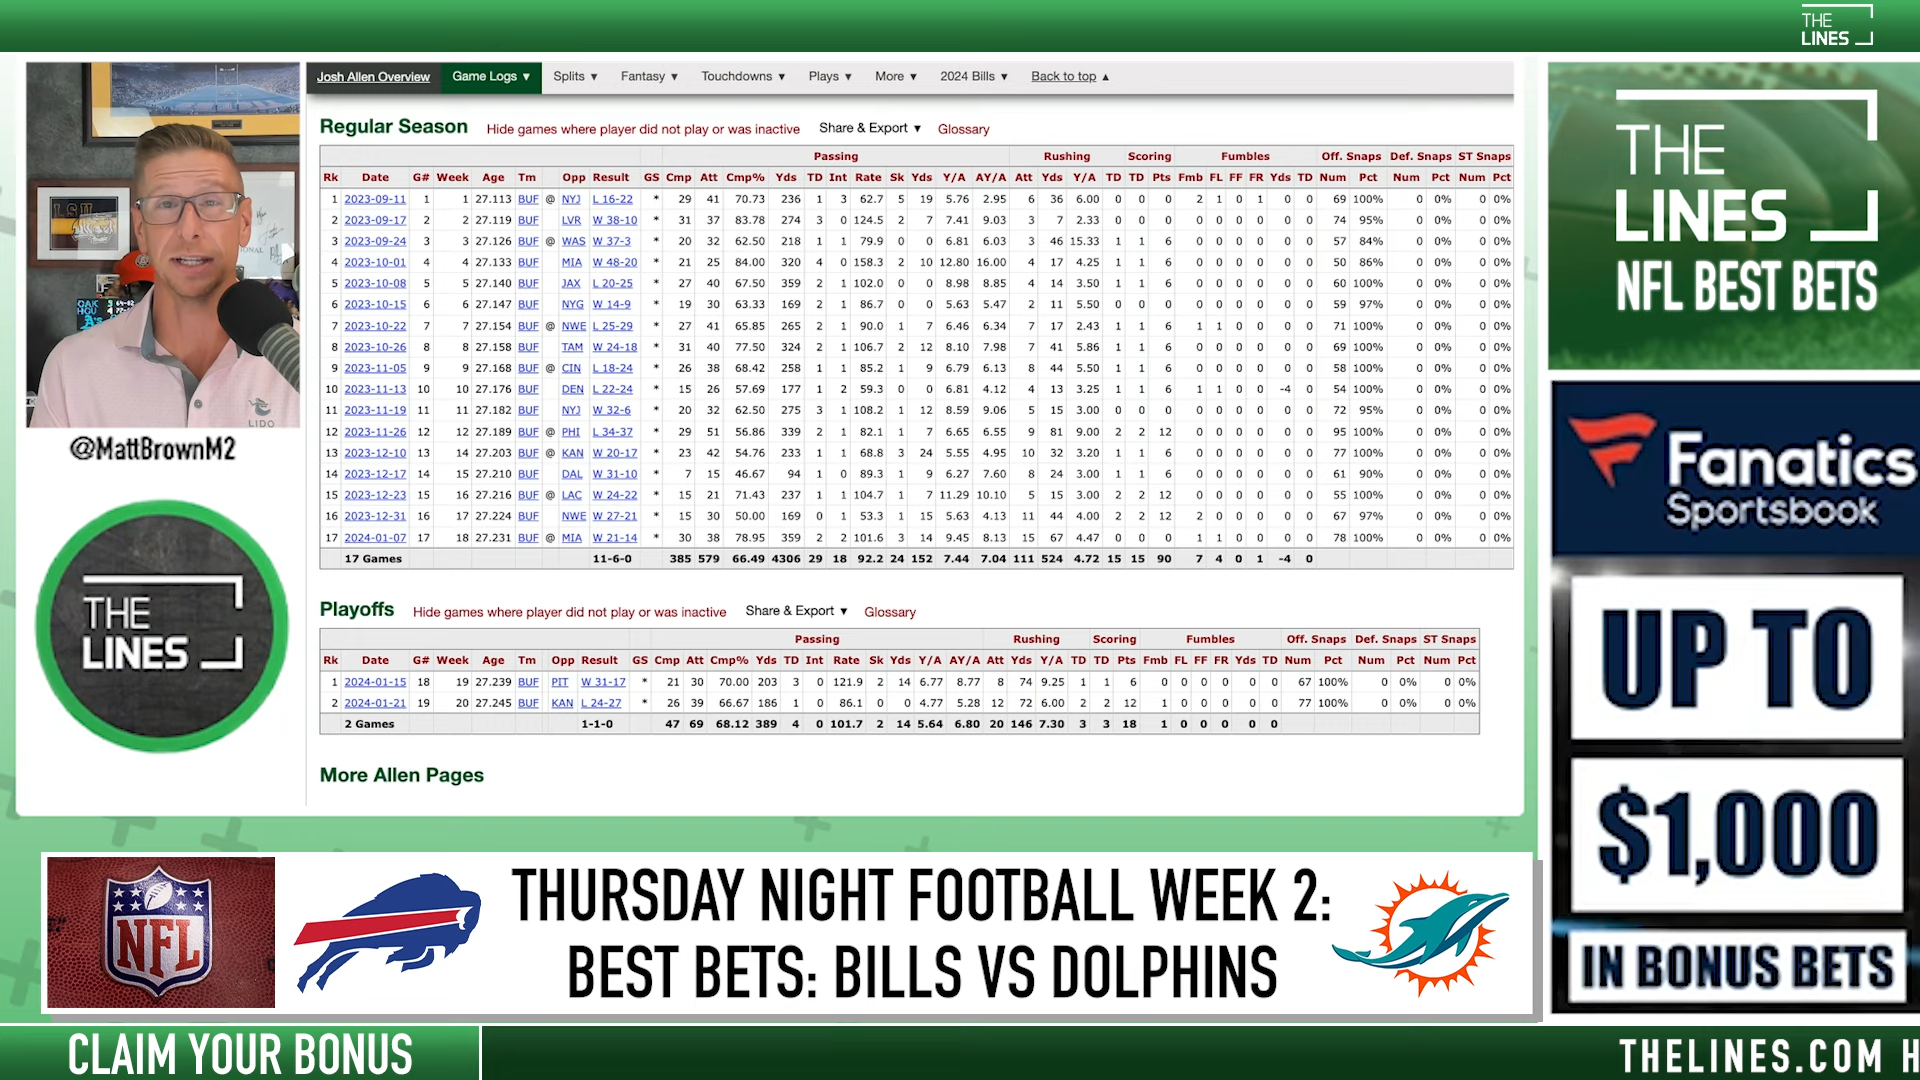 THE
LINES
Josh Allen Overview Game Logs ▼ Splits ▼ Fantasy ▼ Touchdowns ▼ Plays ▼ More ▼ 2024 Bills ▼ Back to top ▲
Regular Season Hide games where player did not play or was inactive Share & Export ▼ Glossary
Passing Rushing Scoring Fumbles Off. Snaps Def. Snaps ST Snaps
Rk Date G# Week Age Tm Opp Result GS Cmp Att Cmp% Yds TD Int Rate Sk Yds Y/A AY/A Att Yds Y/A TD TD Pts Fmb FL FF FR Yds TD Num Pct Num Pct Num Pct
1 2023-09-11 1 1 27.113 BUF @ NYJ L 16-22 * 29 41 70.73 236 1 3 62.7 5 19 5.76 2.95 6 36 6.00 0 0 0 2 1 0 1 0 0 69 100% 0 0% 0 0%
2 2023-09-17 2 2 27.119 BUF LVR W 38-10 * 31 37 83.78 274 3 0 124.5 2 7 7.41 9.03 3 7 2.33 0 0 0 0 0 0 0 0 0 74 95% 0 0% 0 0%
3 2023-09-24 3 3 27.126 BUF @ WAS W 37-3 * 20 32 62.50 218 1 1 79.9 0 0 6.81 6.03 3 46 15.33 1 1 6 0 0 0 0 0 0 57 84% 0 0% 0 0%
4 2023-10-01 4 4 27.133 BUF MIA W 48-20 * 21 25 84.00 320 4 0 158.3 2 10 12.80 16.00 4 17 4.25 1 1 6 0 0 0 0 0 0 50 86% 0 0% 0 0%
5 2023-10-08 5 5 27.140 BUF JAX L 20-25 * 27 40 67.50 359 2 1 102.0 0 0 8.98 8.85 4 14 3.50 1 1 6 0 0 0 0 0 0 60 100% 0 0% 0 0%
6 2023-10-15 6 6 27.147 BUF NYG W 14-9 * 19 30 63.33 169 2 1 86.7 0 0 5.63 5.47 2 11 5.50 0 0 0 0 0 0 0 0 0 59 97% 0 0% 0 0%
7 2023-10-22 7 7 27.154 BUF @ NWE L 25-29 * 27 41 65.85 265 2 1 90.0 1 7 6.46 6.34 7 17 2.43 1 1 6 1 1 0 0 0 0 71 100% 0 0% 0 0%
8 2023-10-26 8 8 27.158 BUF TAM W 24-18 * 31 40 77.50 324 2 1 106.7 2 12 8.10 7.98 7 41 5.86 1 1 6 0 0 0 0 0 0 69 100% 0 0% 0 0%
9 2023-11-05 9 9 27.168 BUF @ CIN L 18-24 * 26 38 68.42 258 1 1 85.2 1 9 6.79 6.13 8 44 5.50 1 1 6 0 0 0 0 0 0 58 100% 0 0% 0 0%
10 2023-11-13 10 10 27.176 BUF DEN L 22-24 * 15 26 57.69 177 1 2 59.3 0 0 6.81 4.12 4 13 3.25 1 1 6 1 1 0 0 -4 0 54 100% 0 0% 0 0%
11 2023-11-19 11 11 27.182 BUF NYJ W 32-6 * 20 32 62.50 275 3 1 108.2 1 12 8.59 9.06 5 15 3.00 0 0 0 0 0 0 0 0 0 72 95% 0 0% 0 0%
12 2023-11-26 12 12 27.189 BUF @ PHI L 34-37 * 29 51 56.86 339 2 1 82.1 1 7 6.65 6.55 9 81 9.00 2 2 12 0 0 0 0 0 0 95 100% 0 0% 0 0%
13 2023-12-10 13 14 27.203 BUF @ KAN W 20-17 * 23 42 54.76 233 1 1 68.8 3 24 5.55 4.95 10 32 3.20 1 1 6 0 0 0 0 0 0 77 100% 0 0% 0 0%
14 2023-12-17 14 15 27.210 BUF DAL W 31-10 * 7 15 46.67 94 1 0 89.3 1 9 6.27 7.60 8 24 3.00 1 1 6 0 0 0 0 0 0 61 90% 0 0% 0 0%
15 2023-12-23 15 16 27.216 BUF @ LAC W 24-22 * 15 21 71.43 237 1 1 104.7 1 7 11.29 10.10 5 15 3.00 2 2 12 0 0 0 0 0 0 55 100% 0 0% 0 0%
16 2023-12-31 16 17 27.224 BUF NWE W 27-21 * 15 30 50.00 169 0 1 53.3 1 15 5.63 4.13 11 44 4.00 2 2 12 2 0 0 0 0 0 67 97% 0 0% 0 0%
17 2024-01-07 17 18 27.231 BUF @ MIA W 21-14 * 30 38 78.95 359 2 2 101.6 3 14 9.45 8.13 15 67 4.47 0 0 0 1 1 0 0 0 0 78 100% 0 0% 0 0%
17 Games 11-6-0 385 579 66.49 4306 29 18 92.2 24 152 7.44 7.04 111 524 4.72 15 15 90 7 4 0 1 -4 0
Playoffs Hide games where player did not play or was inactive Share & Export ▼ Glossary
Passing Rushing Scoring Fumbles Off. Snaps Def. Snaps ST Snaps
Rk Date G# Week Age Tm Opp Result GS Cmp Att Cmp% Yds TD Int Rate Sk Yds Y/A AY/A Att Yds Y/A TD TD Pts Fmb FL FF FR Yds TD Num Pct Num Pct Num Pct
1 2024-01-15 18 19 27.239 BUF PIT W 31-17 * 21 30 70.00 203 3 0 121.9 2 14 6.77 8.77 8 74 9.25 1 1 6 0 0 0 0 0 0 67 100% 0 0% 0 0%
2 2024-01-21 19 20 27.245 BUF KAN L 24-27 * 26 39 66.67 186 1 0 86.1 0 0 4.77 5.28 12 72 6.00 2 2 12 1 0 0 0 0 0 77 100% 0 0% 0 0%
2 Games 1-1-0 47 69 68.12 389 4 0 101.7 2 14 5.64 6.80 20 146 7.30 3 3 18 1 0 0 0 0 0
More Allen Pages
LSU
OAK
HOU
A's
LIDO
@MattBrownM2
THE
LINES
THE
LINES
NFL BEST BETS
Fanatics
Sportsbook
UP TO
$1,000
IN BONUS BETS
NFL
THURSDAY NIGHT FOOTBALL WEEK 2:
BEST BETS: BILLS VS DOLPHINS
CLAIM YOUR BONUS
THELINES.COM H